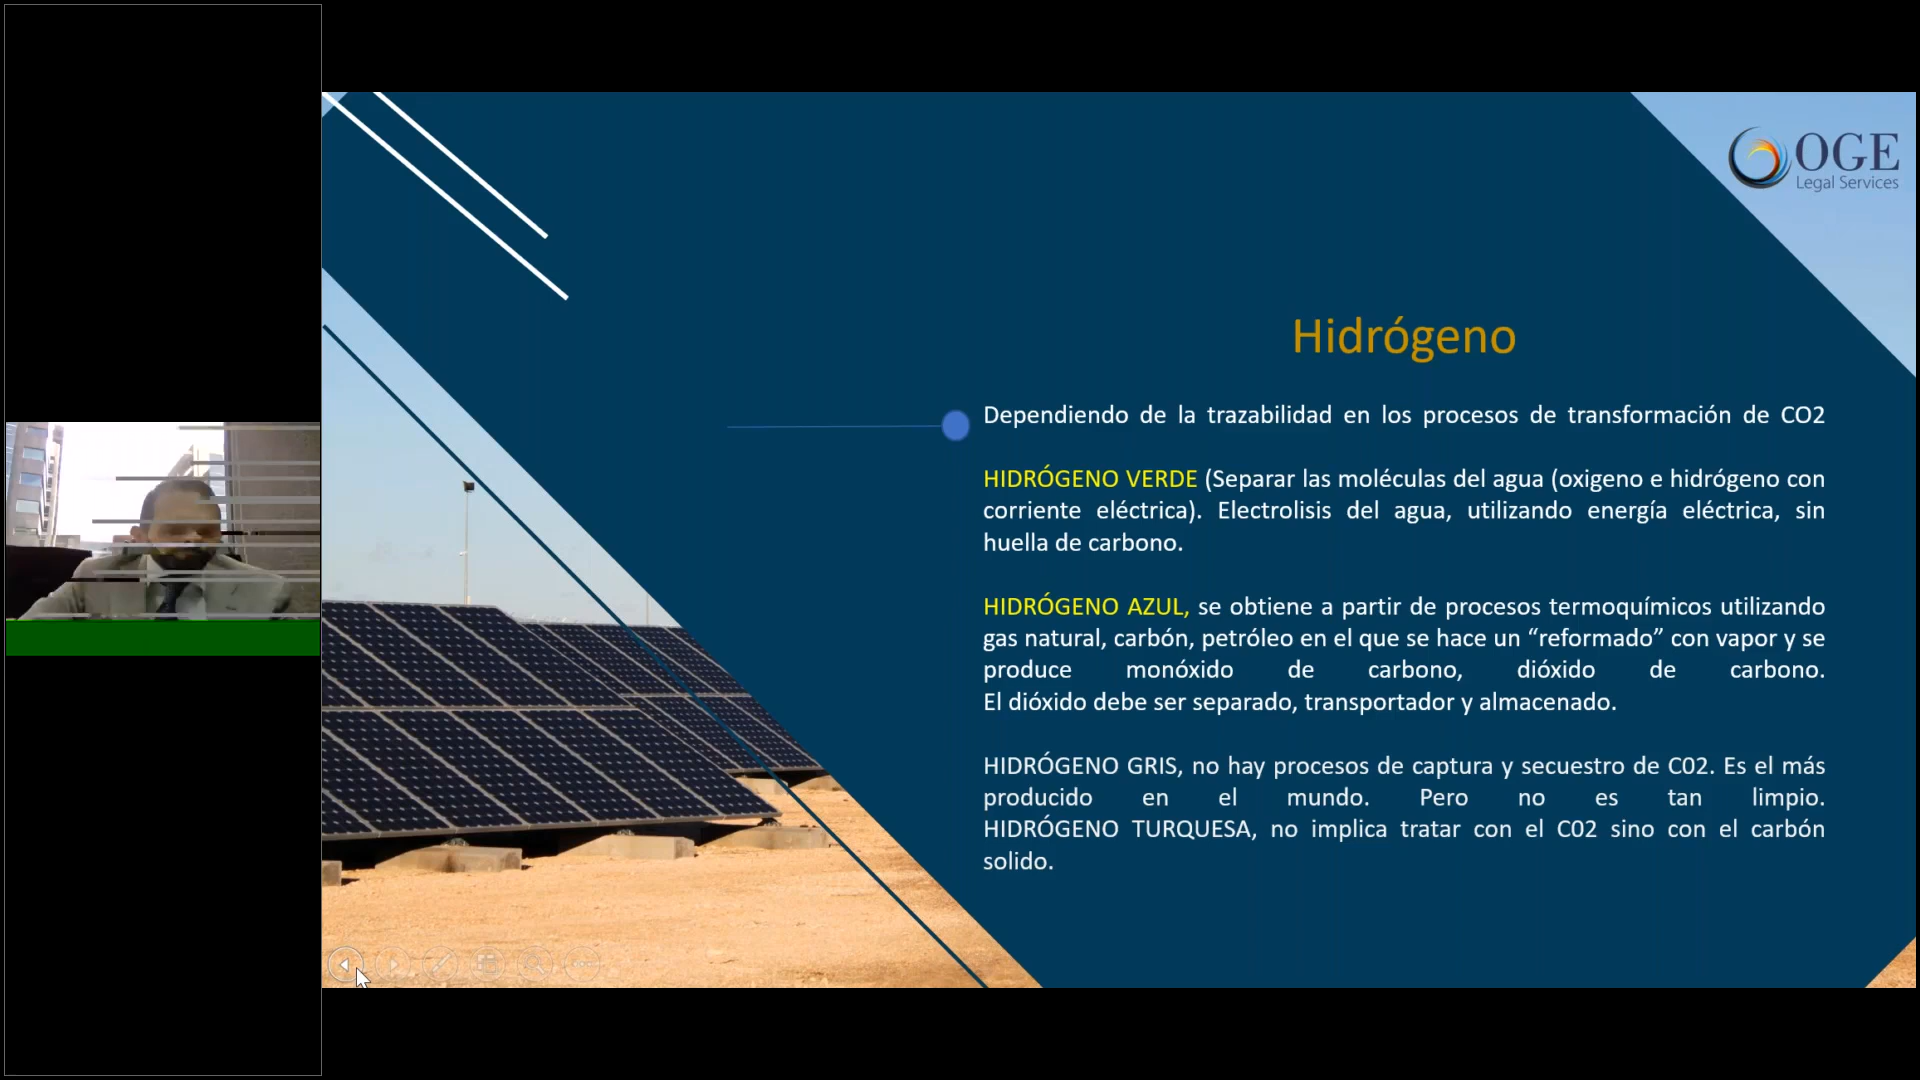 OGE
Legal Services
Hidrógeno
Dependiendo de la trazabilidad en los procesos de transformación de CO2
HIDRÓGENO VERDE (Separar las moléculas del agua (oxigeno e hidrógeno con
corriente eléctrica). Electrolisis del agua, utilizando energía eléctrica, sin
huella de carbono.
HIDRÓGENO AZUL, se obtiene a partir de procesos termoquímicos utilizando
gas natural, carbón, petróleo en el que se hace un “reformado” con vapor y se
produce monóxido de carbono, dióxido de carbono.
El dióxido debe ser separado, transportador y almacenado.
HIDRÓGENO GRIS, no hay procesos de captura y secuestro de C02. Es el más
producido en el mundo. Pero no es tan limpio.
HIDRÓGENO TURQUESA, no implica tratar con el C02 sino con el carbón
solido.